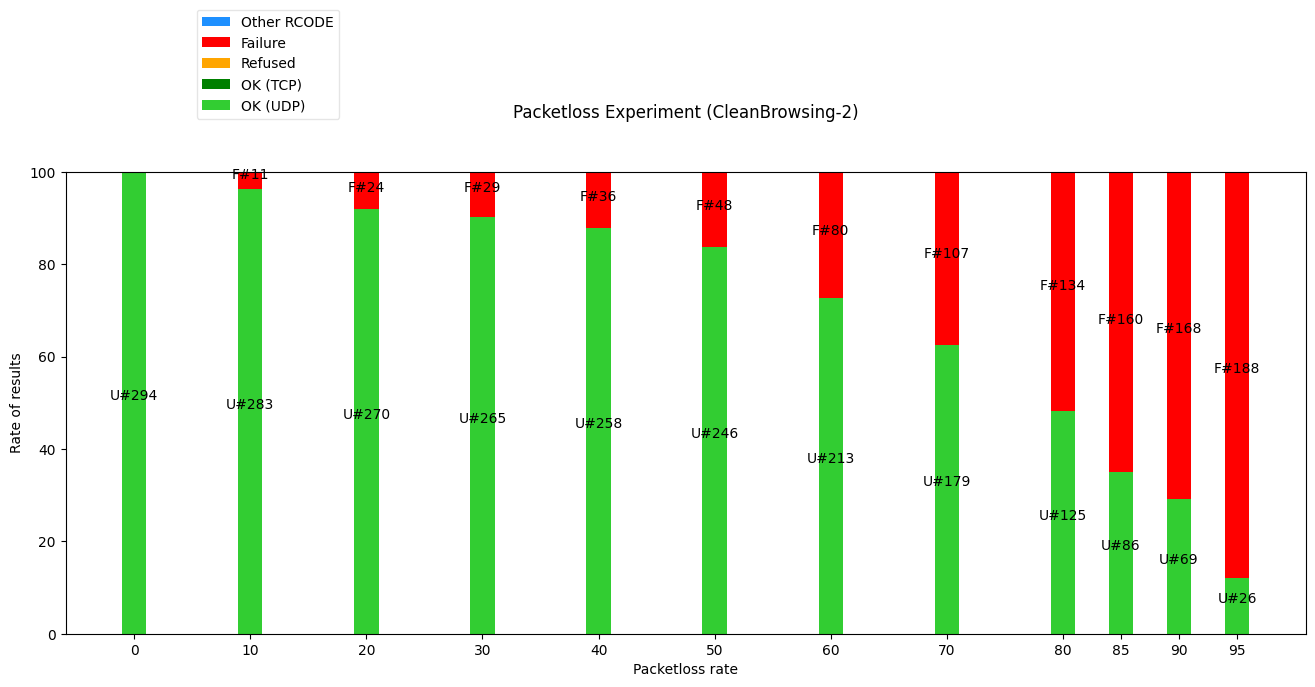 Other RCODE
Failure
Refused
OK (TCP)
OK (UDP)
Packetloss Experiment (CleanBrowsing-2)
Rate of results
100
80
60
40
20
0
F#11
F#24
F#29
F#36
F#48
F#80
F#107
F#134
F#160
F#168
F#188
U#294
U#283
U#270
U#265
U#258
U#246
U#213
U#179
U#125
U#86
U#69
U#26
0 10 20 30 40 50 60 70 80 85 90 95
Packetloss rate